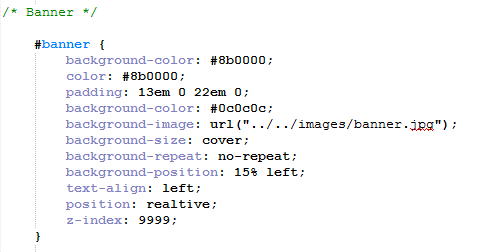 /* Banner */
#banner {
background-color: #8b0000;
color: #8b0000;
padding: 13em 0 22em 0;
background-color: #0c0c0c;
background-image: url("../../images/banner.jpg");
background-size: cover;
background-repeat: no-repeat;
background-position: 15% left;
text-align: left;
position: realtive;
z-index: 9999;
}